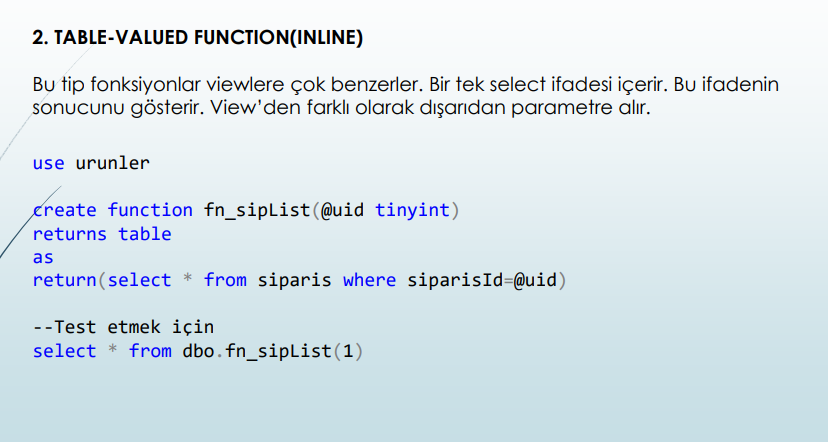 2. TABLE-VALUED FUNCTION(INLINE)
Bu tip fonksiyonlar viewlere çok benzerler. Bir tek select ifadesi içerir. Bu ifadenin
sonucunu gösterir. View’den farklı olarak dışarıdan parametre alır.
use urunler
create function fn_sipList(@uid tinyint)
returns table
as
return(select * from siparis where siparisId=@uid)
--Test etmek için
select * from dbo.fn_sipList(1)